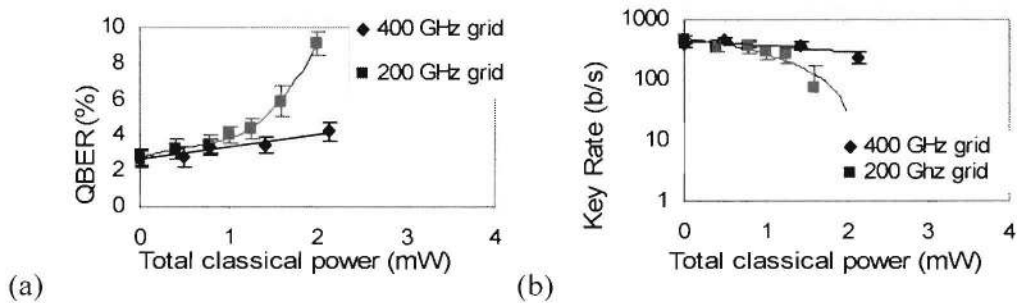 10
8
6
4
2
0
QBER (%)
400 GHz grid
200 GHz grid
0
1
2
3
4
Total classical power (mW)
(a)
1000
100
10
1
Key Rate (b/s)
400 GHz grid
200 Ghz grid
0
1
2
3
4
Total classical power (mW)
(b)